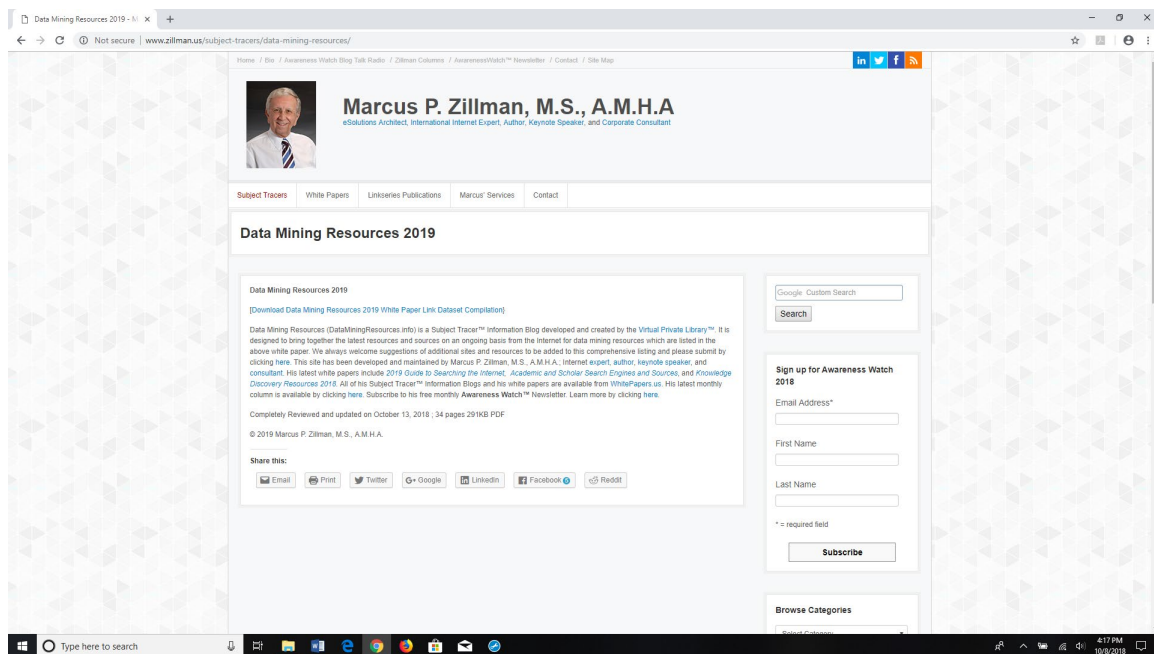 Data Mining Resources 2019 - M
Not secure | www.zillman.us/subject-tracers/data-mining-resources/
Home / Bio / Awareness Watch Blog Talk Radio / Zillman Columns / AwarenessWatch™ Newsletter / Contact / Site Map
Marcus P. Zillman, M.S., A.M.H.A
eSolutions Architect, International Internet Expert, Author, Keynote Speaker, and Corporate Consultant
Subject Tracers White Papers Linkseries Publications Marcus' Services Contact
Data Mining Resources 2019
Data Mining Resources 2019
[Download Data Mining Resources 2019 White Paper Link Dataset Compilation}
Data Mining Resources (DataMiningResources.info) is a Subject Tracer™ Information Blog developed and created by the Virtual Private Library™. It is
designed to bring together the latest resources and sources on an ongoing basis from the Internet for data mining resources which are listed in the
above white paper. We always welcome suggestions of additional sites and resources to be added to this comprehensive listing and please submit by
clicking here. This site has been developed and maintained by Marcus P. Zillman, M.S., A.M.H.A.; Internet expert, author, keynote speaker, and
consultant. His latest white papers include 2019 Guide to Searching the Internet, Academic and Scholar Search Engines and Sources, and Knowledge
Discovery Resources 2018. All of his Subject Tracer™ Information Blogs and his white papers are available from WhitePapers.us. His latest monthly
column is available by clicking here. Subscribe to his free monthly Awareness Watch™ Newsletter. Learn more by clicking here.
Completely Reviewed and updated on October 13, 2018 ; 34 pages 291KB PDF
© 2019 Marcus P. Zillman, M.S., A.M.H.A.
Share this:
Email Print Twitter G+ Google LinkedIn Facebook 5 Reddit
Google Custom Search
Search
Sign up for Awareness Watch
2018
Email Address*
First Name
Last Name
* = required field
Subscribe
Browse Categories
Select Category
Type here to search
4:17 PM
10/8/2018